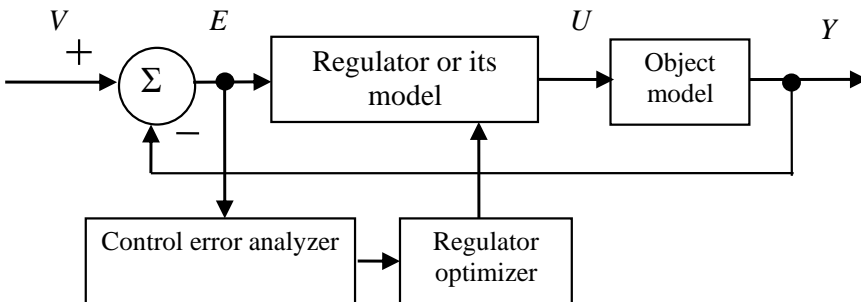 V
E
U
Y
+
Σ
−
Regulator or its
model
Object
model
Control error analyzer
Regulator
optimizer